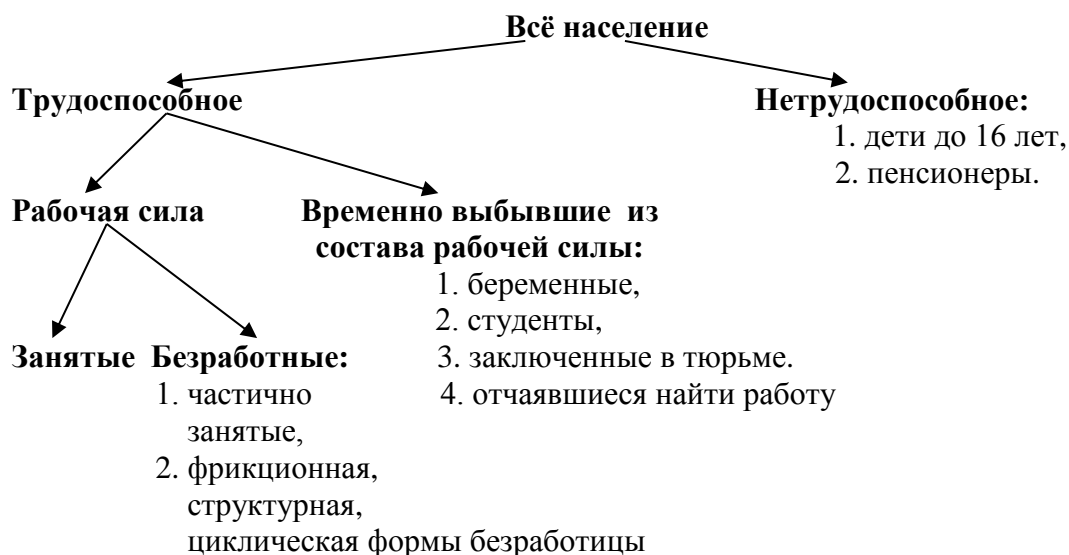 Всё население
Трудоспособное
Нетрудоспособное:
1. дети до 16 лет,
2. пенсионеры.
Рабочая сила
Временно выбывшие из
состава рабочей силы:
1. беременные,
2. студенты,
3. заключенные в тюрьме.
4. отчаявшиеся найти работу
Занятые
Безработные:
1. частично
занятые,
2. фрикционная,
структурная,
циклическая формы безработицы